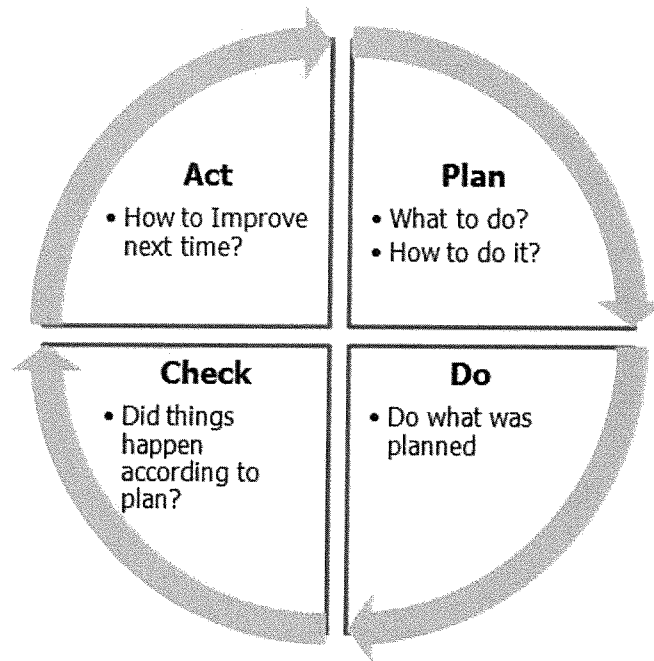 Act
• How to Improve
next time?
Plan
• What to do?
• How to do it?
Check
• Did things
happen
according to
plan?
Do
• Do what was
planned